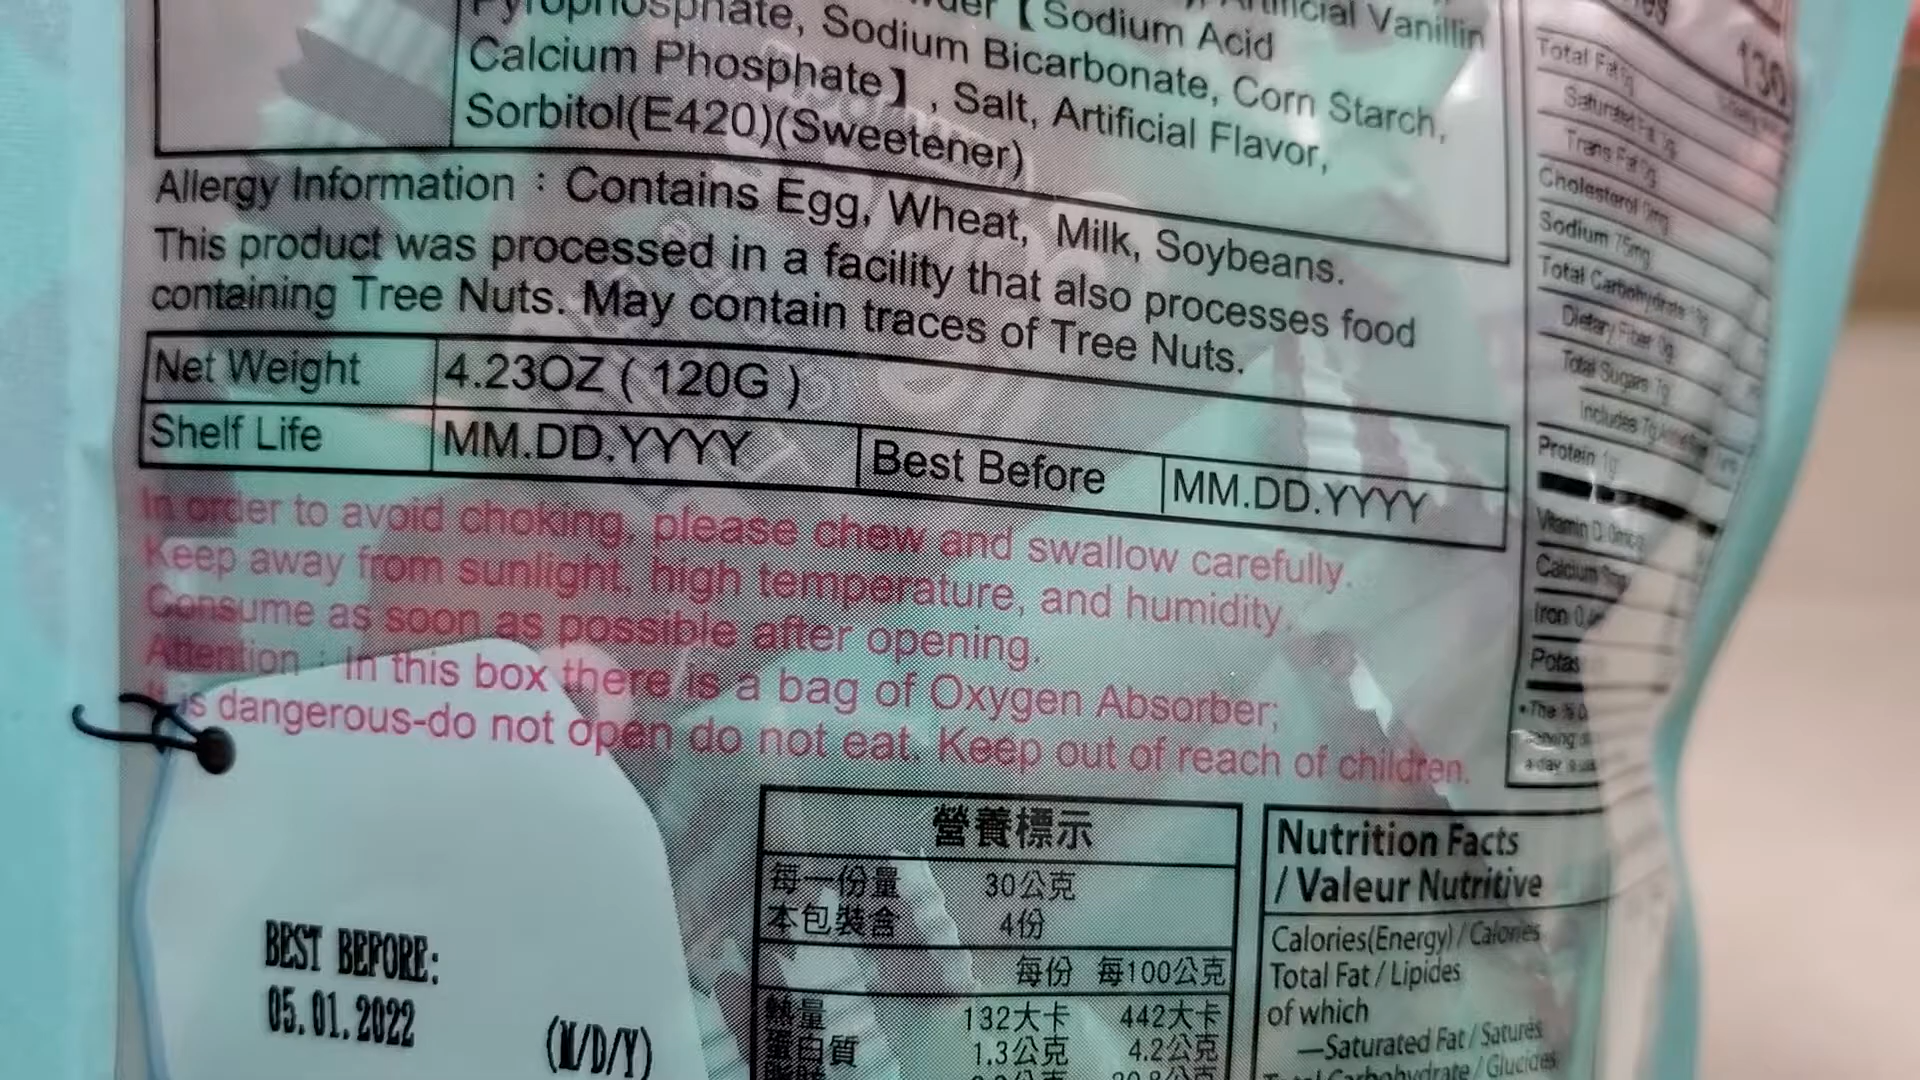 Pyrophosphate, Sodium Bicarbonate, Corn Starch,
【Sodium Acid
Artificial Vanillin
Calcium Phosphate】, Salt, Artificial Flavor,
Sorbitol(E420)(Sweetener)
Allergy Information：Contains Egg, Wheat, Milk, Soybeans.
This product was processed in a facility that also processes food
containing Tree Nuts. May contain traces of Tree Nuts.
Net Weight 4.23OZ ( 120G )
Shelf Life MM.DD.YYYY Best Before MM.DD.YYYY
In order to avoid choking, please chew and swallow carefully.
Keep away from sunlight, high temperature, and humidity.
Consume as soon as possible after opening.
Attention：In this box there is a bag of Oxygen Absorber;
It is dangerous-do not open do not eat. Keep out of reach of children.
BEST BEFORE:
05.01.2022
(M/D/Y)
營養標示
每一份量 30公克
本包裝含 4份
每份 每100公克
熱量 132大卡 442大卡
蛋白質 1.3公克 4.2公克
Nutrition Facts
/ Valeur Nutritive
Calories(Energy) / Calories
Total Fat / Lipides
of which
—Saturated Fat / Saturés
Carbohydrate / Glucides
130
Total Fat
Saturated Fat
Trans Fat 0g
Cholesterol 0mg
Sodium 75mg
Total Carbohydrate
Dietary Fiber 0g
Total Sugars 7g
Includes 7g
Protein 1g
Vitamin D 0mcg
Calcium
Iron